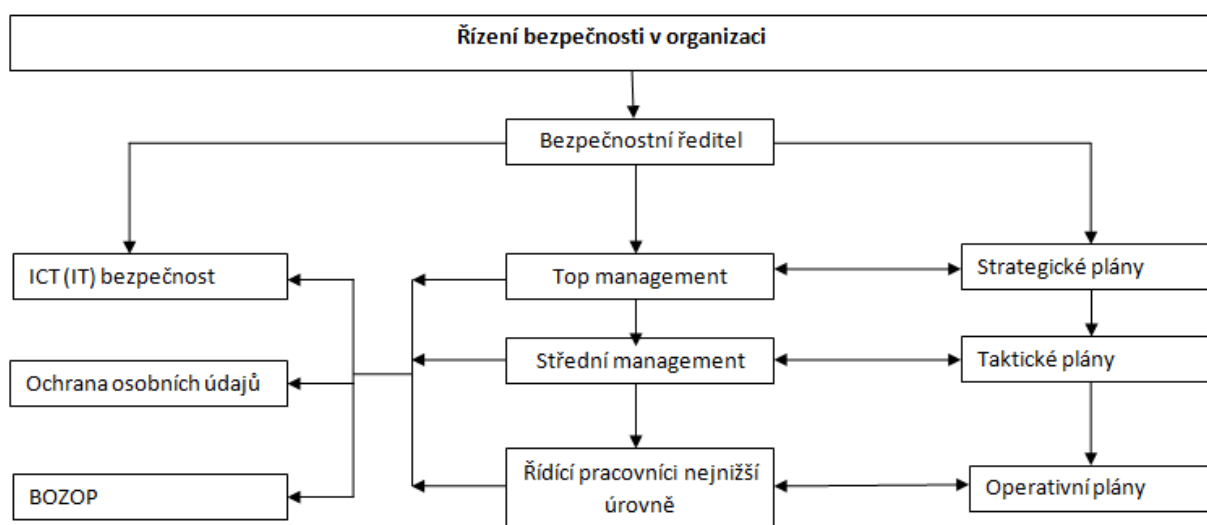 Řízení bezpečnosti v organizaci
Bezpečnostní ředitel
ICT (IT) bezpečnost
Top management
Strategické plány
Ochrana osobních údajů
Střední management
Taktické plány
BOZOP
Řídící pracovníci nejnižší
úrovně
Operativní plány